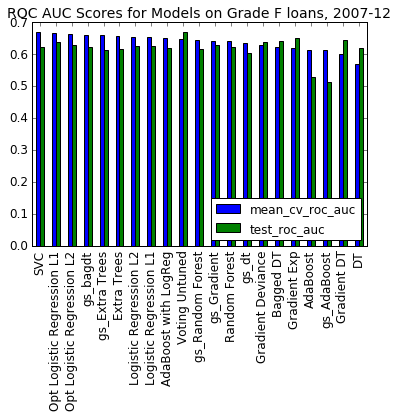 ROC AUC Scores for Models on Grade F loans, 2007-12
0.7
0.6
0.5
0.4
0.3
0.2
0.1
0.0
mean_cv_roc_auc
test_roc_auc
SVC
Opt Logistic Regression L1
Opt Logistic Regression L2
gs_bagdt
gs_Extra Trees
Extra Trees
Logistic Regression L2
Logistic Regression L1
AdaBoost with LogReg
Voting Untuned
gs_Random Forest
gs_Gradient
Random Forest
gs_dt
Gradient Deviance
Bagged DT
Gradient Exp
AdaBoost
gs_AdaBoost
Gradient DT
DT